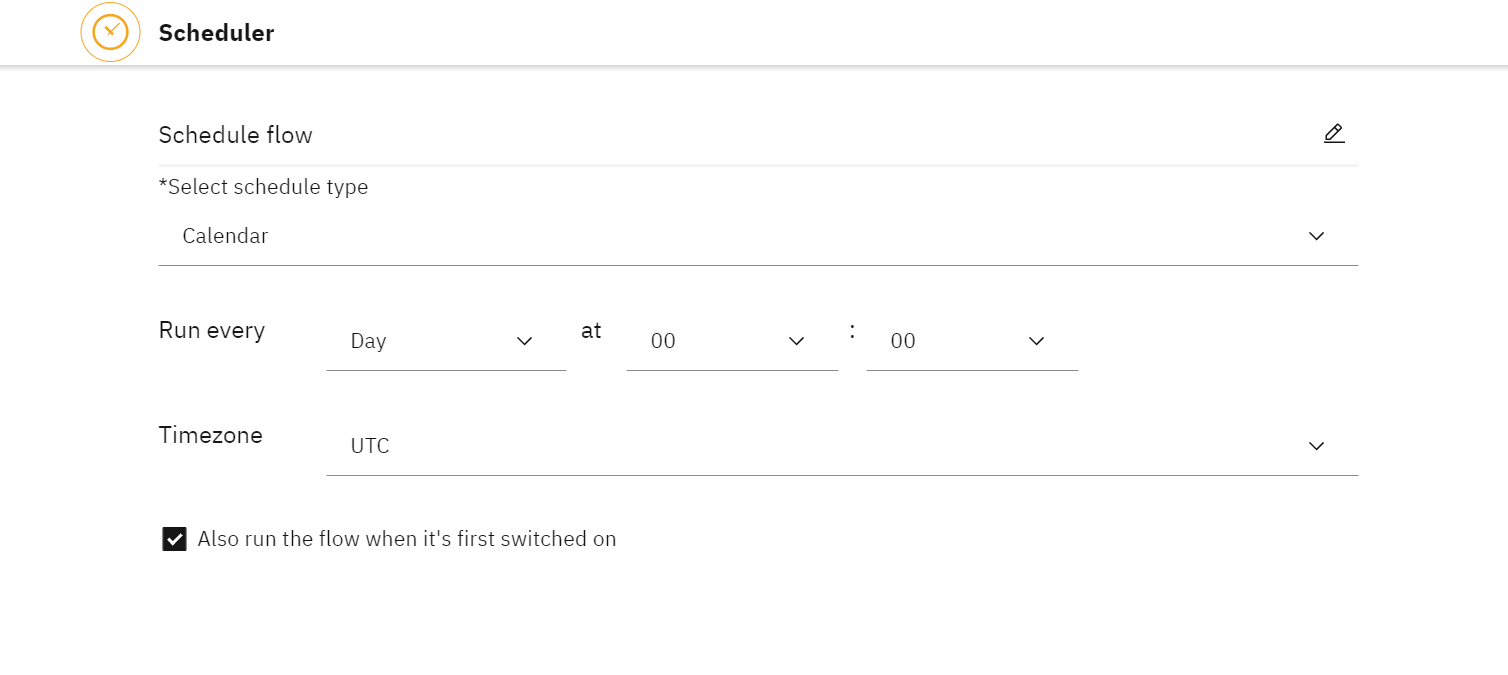 Scheduler
Schedule flow
*Select schedule type
Calendar
Run every Day at 00 : 00
Timezone UTC
Also run the flow when it's first switched on